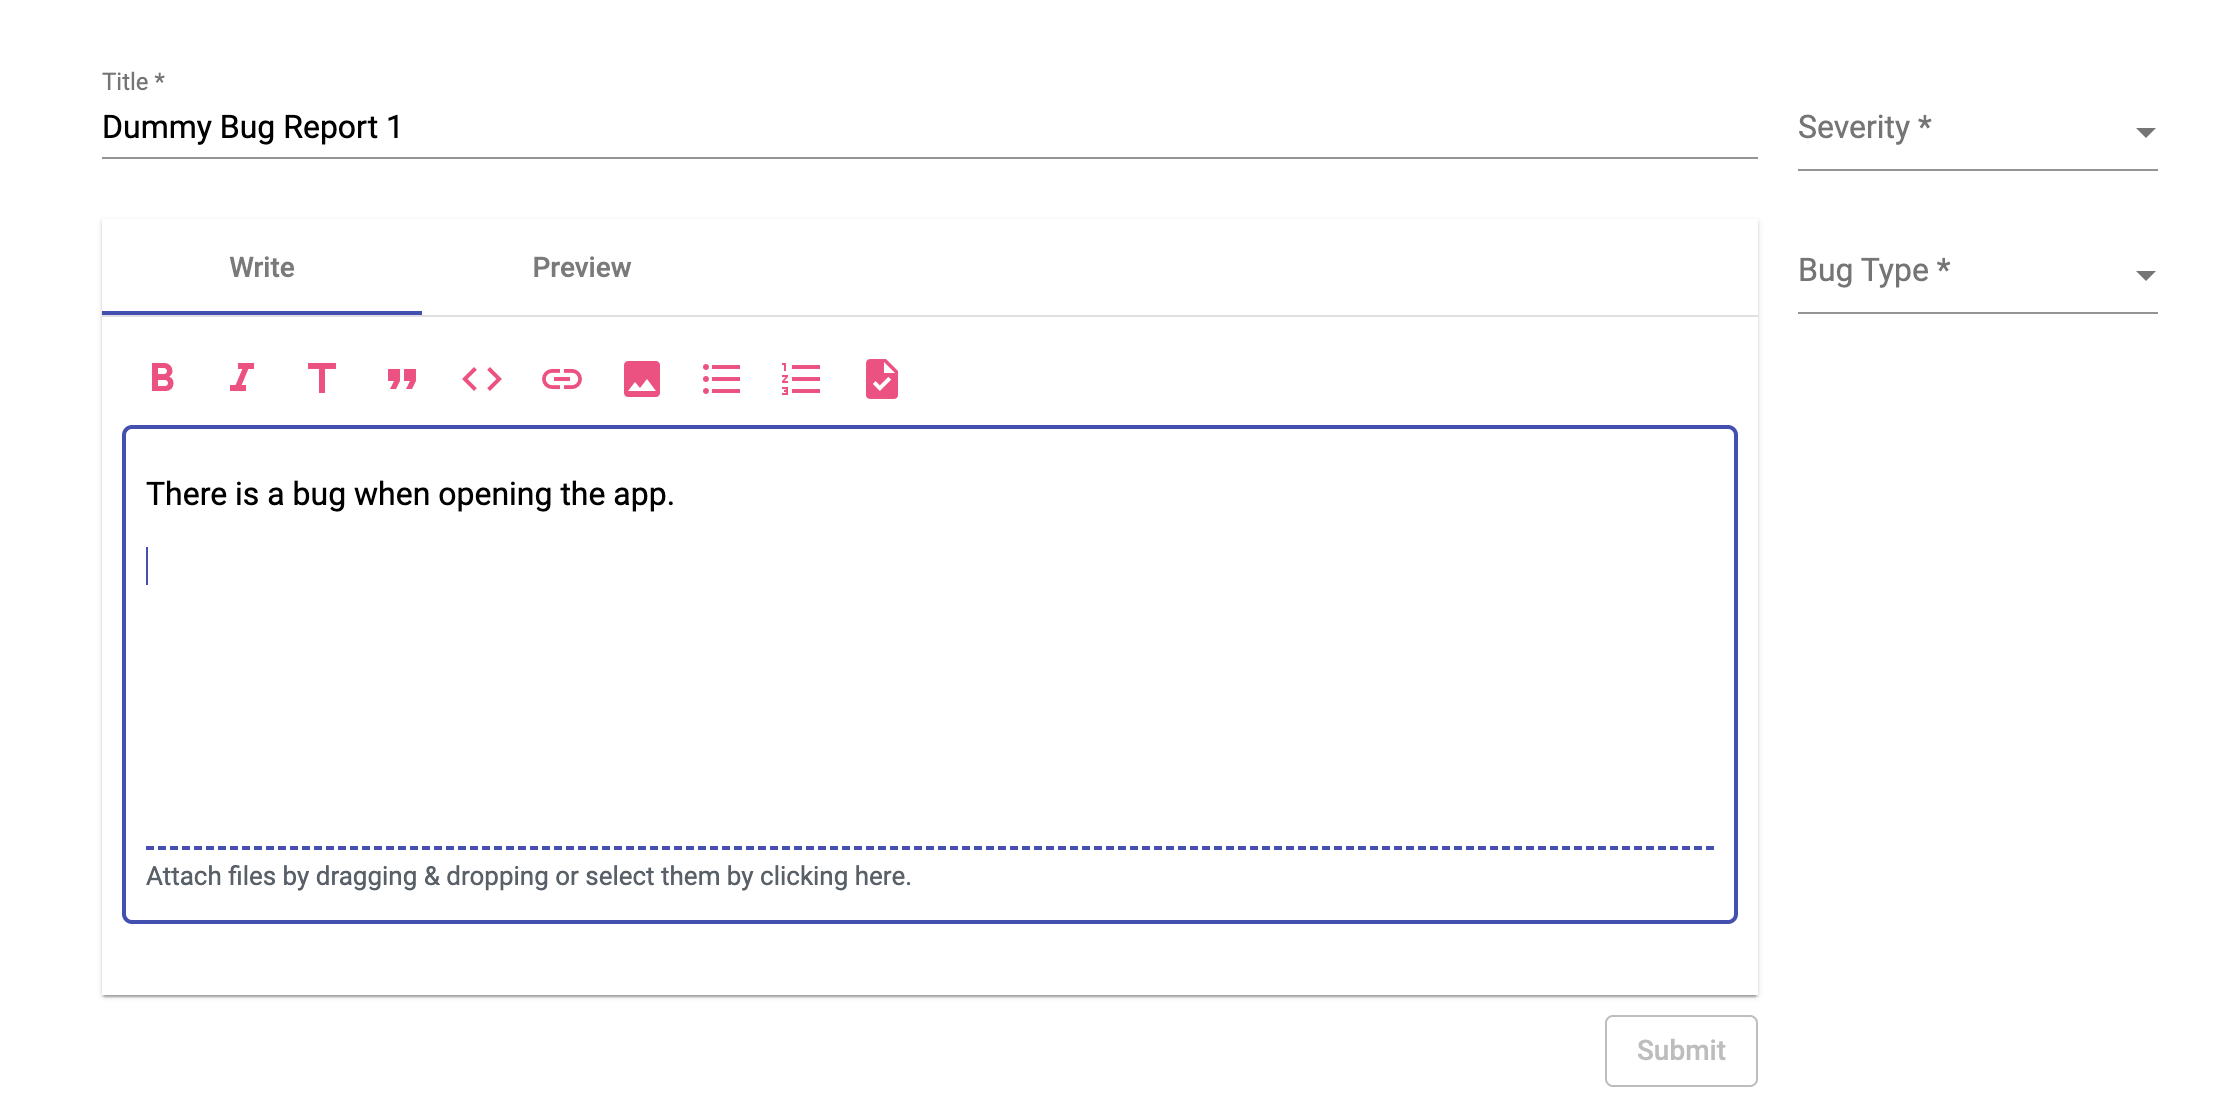 Title *
Dummy Bug Report 1
Severity *
Write
Preview
Bug Type *
There is a bug when opening the app.
Attach files by dragging & dropping or select them by clicking here.
Submit